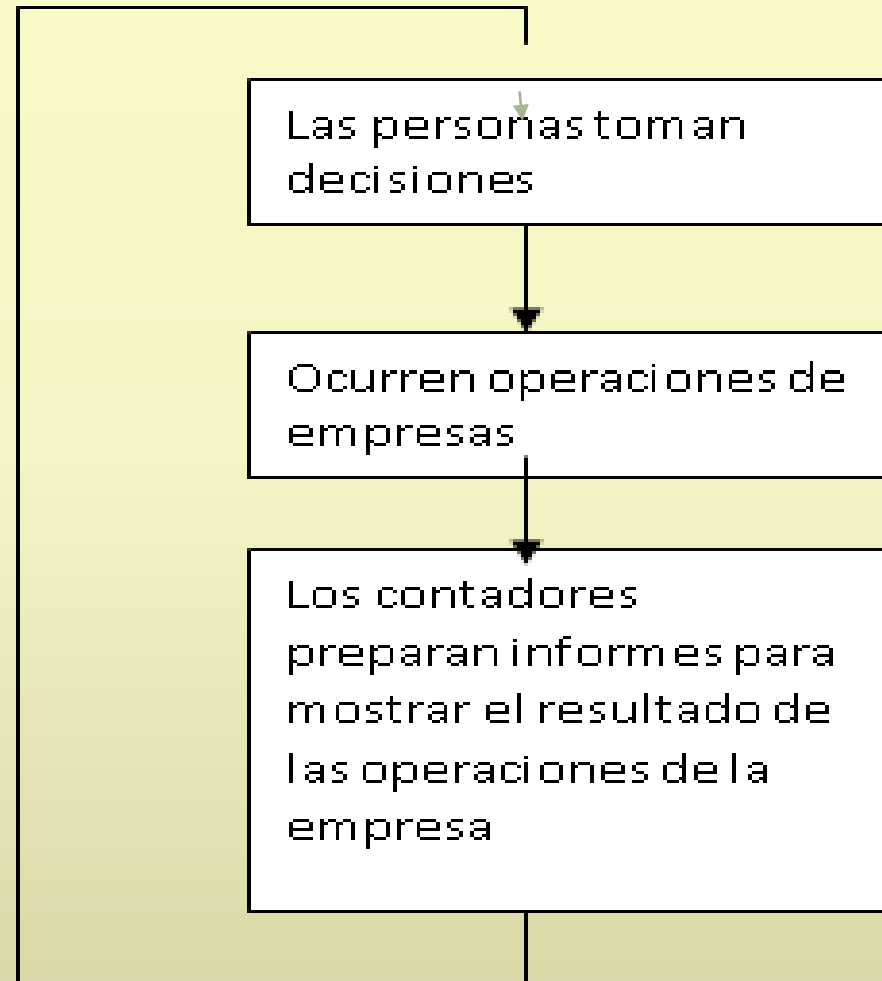 Las personas toman
decisiones
Ocurren operaciones de
empresas
Los contadores
preparan informes para
mostrar el resultado de
las operaciones de la
empresa